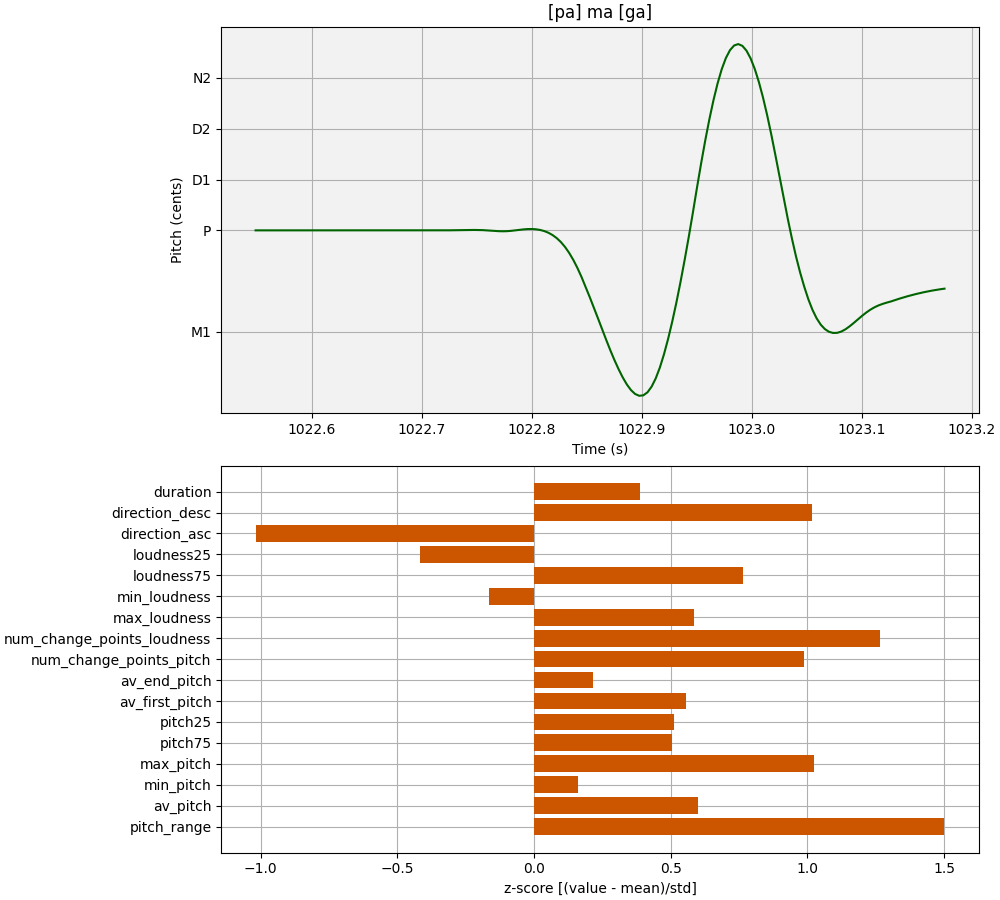 [pa] ma [ga]
Pitch (cents)
N2
D2
D1
P
M1
1022.6 1022.7 1022.8 1022.9 1023.0 1023.1 1023.2
Time (s)
duration
direction_desc
direction_asc
loudness25
loudness75
min_loudness
max_loudness
num_change_points_loudness
num_change_points_pitch
av_end_pitch
av_first_pitch
pitch25
pitch75
max_pitch
min_pitch
av_pitch
pitch_range
−1.0 −0.5 0.0 0.5 1.0 1.5
z-score [(value - mean)/std]